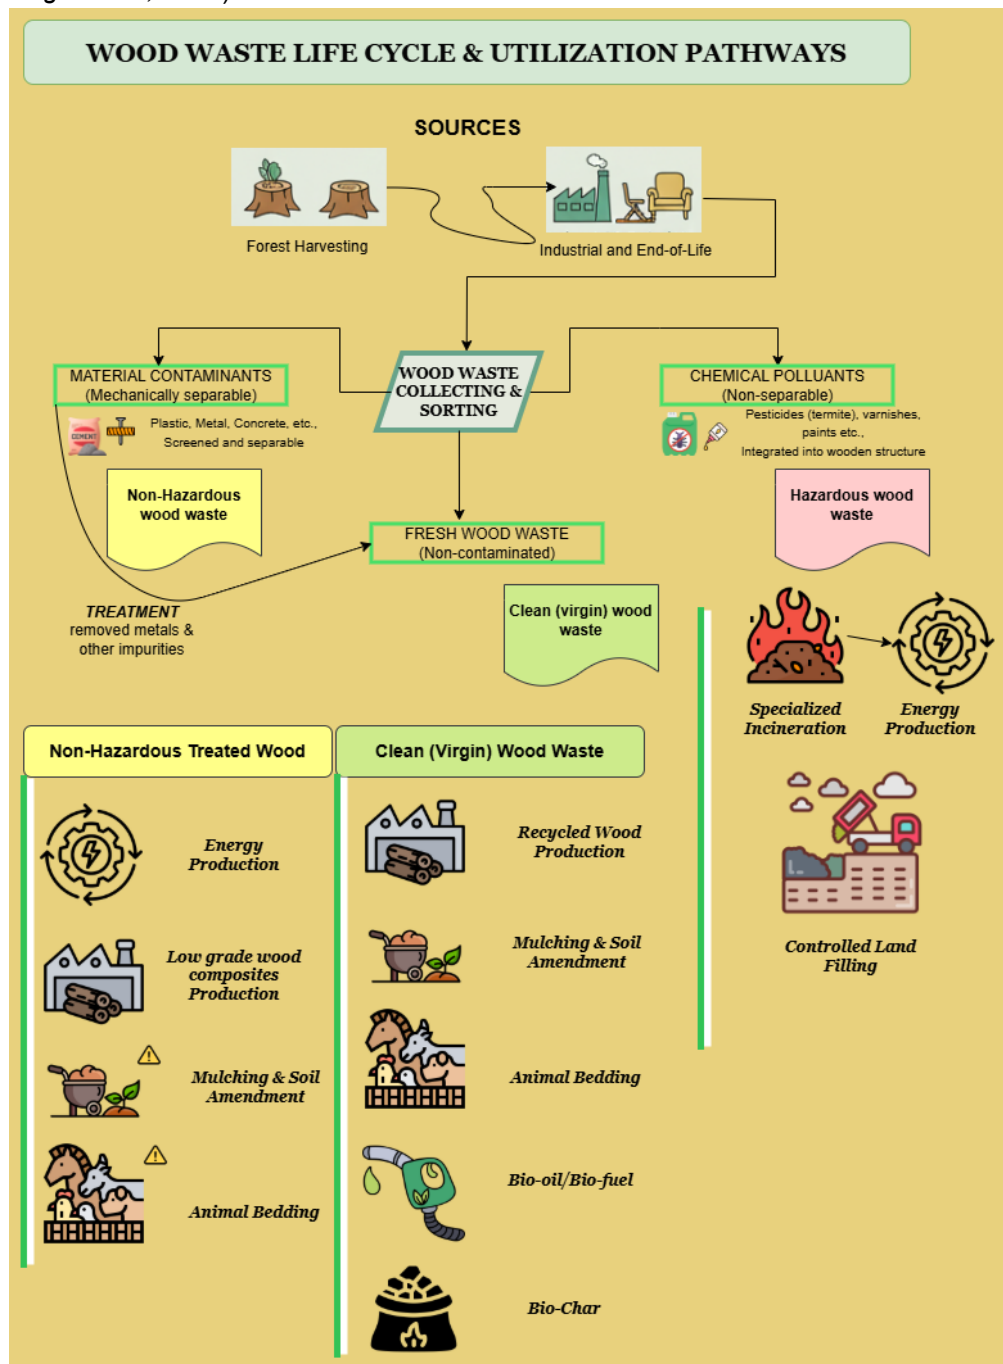 WOOD WASTE LIFE CYCLE & UTILIZATION PATHWAYS
SOURCES
Forest Harvesting
Industrial and End-of-Life
WOOD WASTE
COLLECTING &
SORTING
MATERIAL CONTAMINANTS
(Mechanically separable)
CEMENT
Plastic, Metal, Concrete, etc.,
Screened and separable
Non-Hazardous
wood waste
CHEMICAL POLLUANTS
(Non-separable)
Pesticides (termite), varnishes,
paints etc.,
Integrated into wooden structure
Hazardous wood
waste
FRESH WOOD WASTE
(Non-contaminated)
TREATMENT
removed metals &
other impurities
Clean (virgin) wood
waste
Specialized
Incineration
Energy
Production
Controlled Land
Filling
Non-Hazardous Treated Wood
Energy
Production
Low grade wood
composites
Production
Mulching & Soil
Amendment
Animal Bedding
Clean (Virgin) Wood Waste
Recycled Wood
Production
Mulching & Soil
Amendment
Animal Bedding
Bio-oil/Bio-fuel
Bio-Char